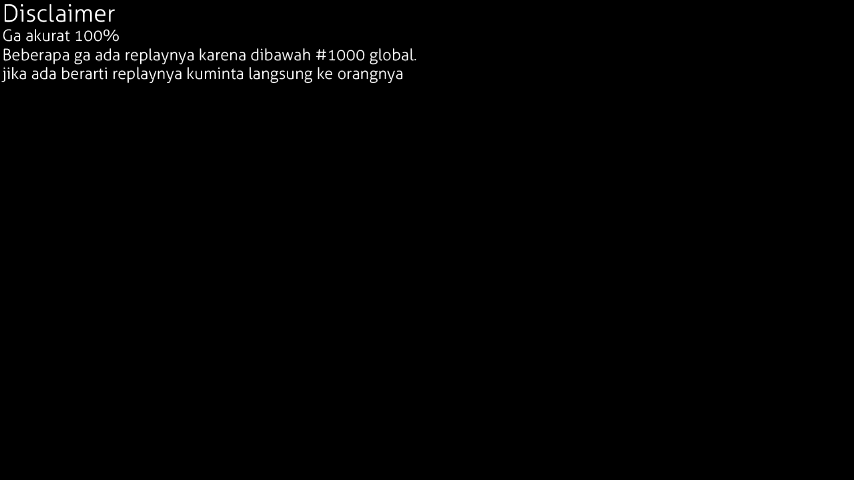 Disclaimer
Ga akurat 100%
Beberapa ga ada replaynya karena dibawah #1000 global.
jika ada berarti replaynya kuminta langsung ke orangnya